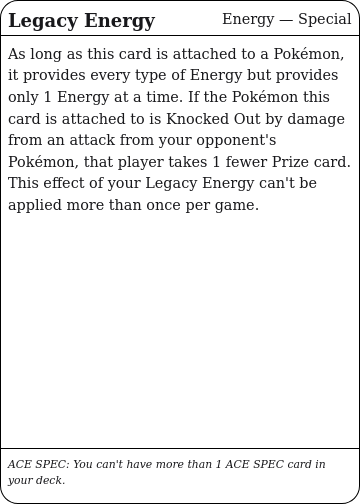 Legacy Energy Energy — Special
As long as this card is attached to a Pokémon,
it provides every type of Energy but provides
only 1 Energy at a time. If the Pokémon this
card is attached to is Knocked Out by damage
from an attack from your opponent's
Pokémon, that player takes 1 fewer Prize card.
This effect of your Legacy Energy can't be
applied more than once per game.
ACE SPEC: You can't have more than 1 ACE SPEC card in
your deck.